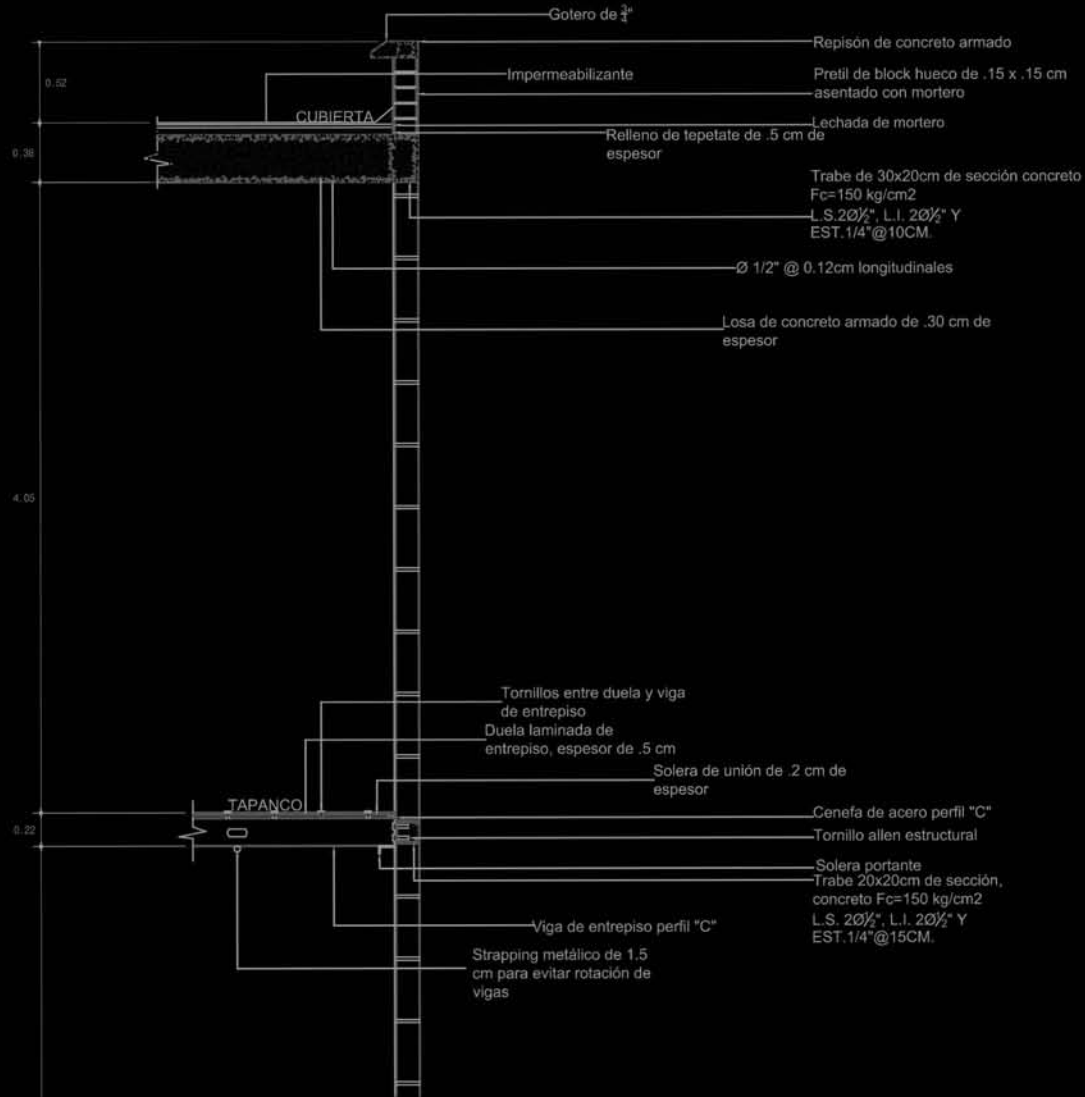 Gotero de ¾"
Repisón de concreto armado
0.52
Impermeabilizante
Pretil de block hueco de .15 x .15 cm
asentado con mortero
CUBIERTA
Lechada de mortero
Relleno de tepetate de .5 cm de
espesor
0.38
Trabe de 30x20cm de sección concreto
Fc=150 kg/cm2
L.S.2Ø½", L.I. 2Ø½" Y
EST.1/4"@10CM.
Ø 1/2" @ 0.12cm longitudinales
Losa de concreto armado de .30 cm de
espesor
4.05
Tornillos entre duela y viga
de entrepiso
Duela laminada de
entrepiso, espesor de .5 cm
Solera de unión de .2 cm de
espesor
TAPANCO
Cenefa de acero perfil "C"
0.22
Tornillo allen estructural
Solera portante
Trabe 20x20cm de sección,
concreto Fc=150 kg/cm2
L.S. 2Ø½", L.I. 2Ø½" Y
EST.1/4"@15CM.
Viga de entrepiso perfil "C"
Strapping metálico de 1.5
cm para evitar rotación de
vigas